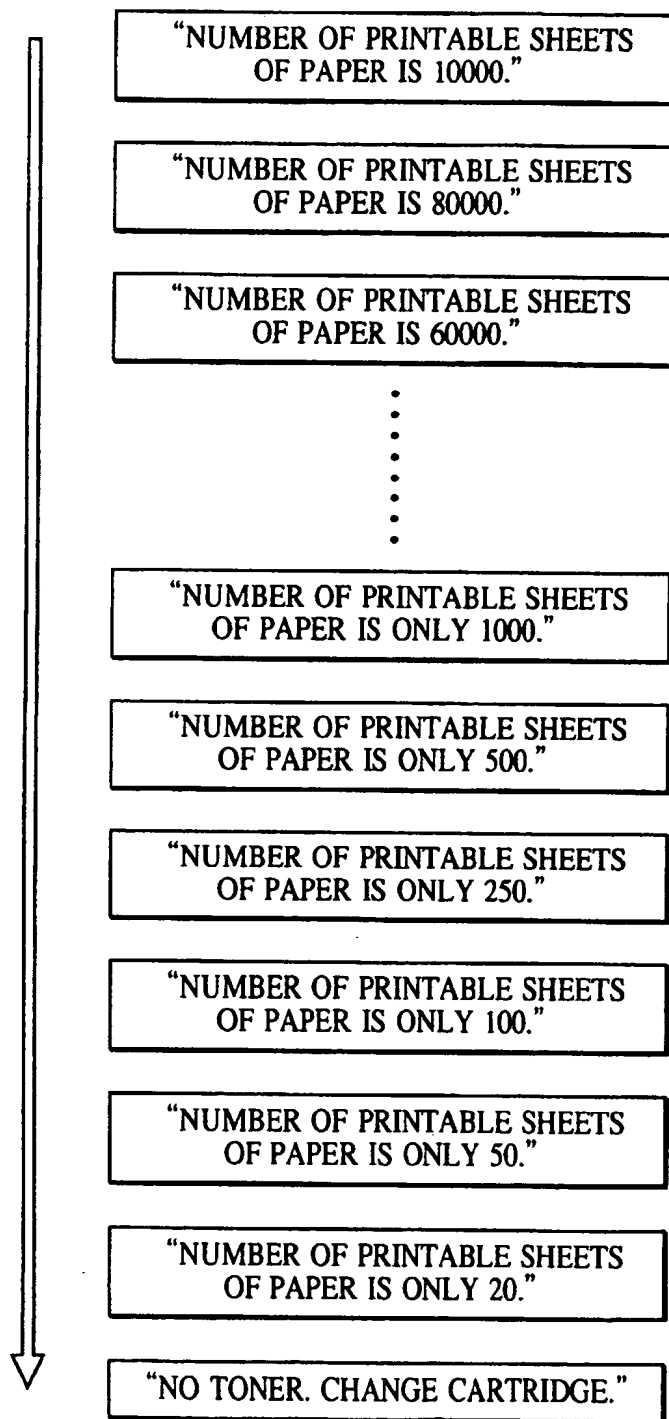 “NUMBER OF PRINTABLE SHEETS
OF PAPER IS 10000.”
“NUMBER OF PRINTABLE SHEETS
OF PAPER IS 80000.”
“NUMBER OF PRINTABLE SHEETS
OF PAPER IS 60000.”
“NUMBER OF PRINTABLE SHEETS
OF PAPER IS ONLY 1000.”
“NUMBER OF PRINTABLE SHEETS
OF PAPER IS ONLY 500.”
“NUMBER OF PRINTABLE SHEETS
OF PAPER IS ONLY 250.”
“NUMBER OF PRINTABLE SHEETS
OF PAPER IS ONLY 100.”
“NUMBER OF PRINTABLE SHEETS
OF PAPER IS ONLY 50.”
“NUMBER OF PRINTABLE SHEETS
OF PAPER IS ONLY 20.”
“NO TONER. CHANGE CARTRIDGE.”